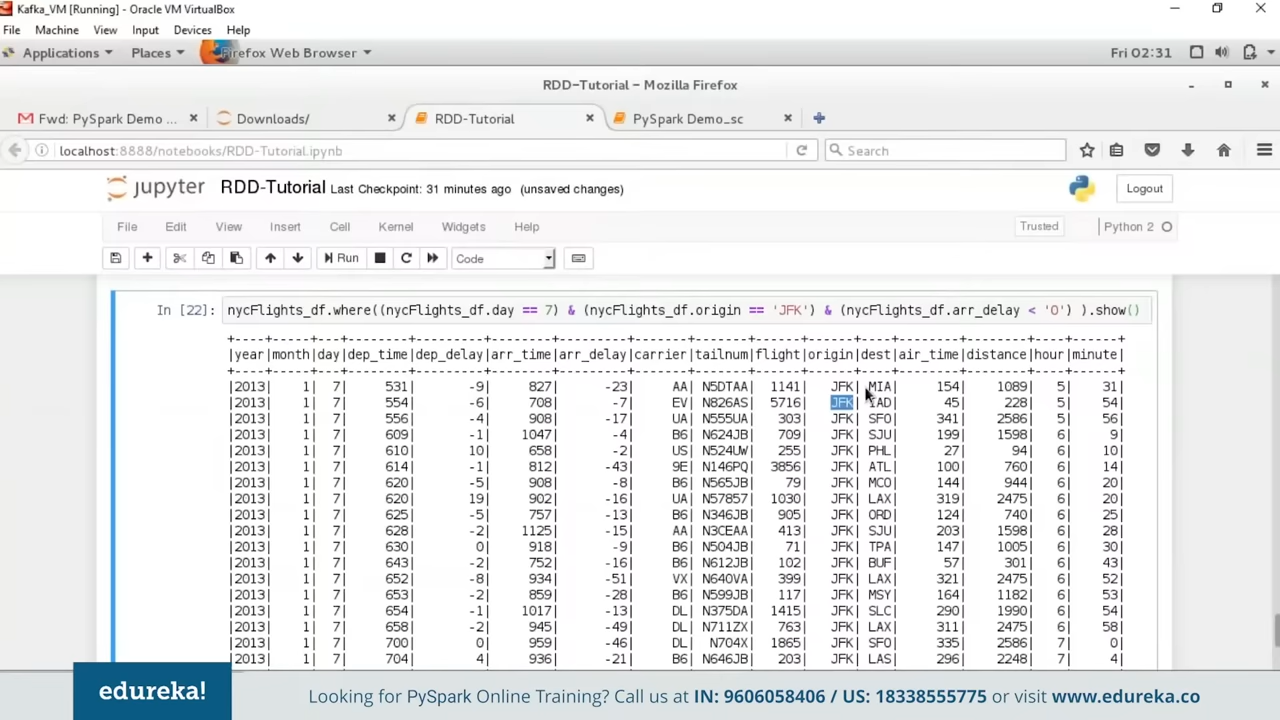 Kafka_VM [Running] - Oracle VM VirtualBox
File Machine View Input Devices Help
Applications Places Firefox Web Browser Fri 02:31
RDD-Tutorial - Mozilla Firefox
Fwd: PySpark Demo ... Downloads/ RDD-Tutorial PySpark Demo_sc
localhost:8888/notebooks/RDD-Tutorial.ipynb Search
jupyter RDD-Tutorial Last Checkpoint: 31 minutes ago (unsaved changes) Logout
File Edit View Insert Cell Kernel Widgets Help Trusted Python 2
Run Code
In [22]: nycFlights_df.where((nycFlights_df.day == 7) & (nycFlights_df.origin == 'JFK') & (nycFlights_df.arr_delay < '0') ).show()
+----+-----+---+--------+---------+--------+---------+-------+-------+------+------+----+--------+--------+----+------+
|year|month|day|dep_time|dep_delay|arr_time|arr_delay|carrier|tailnum|flight|origin|dest|air_time|distance|hour|minute|
+----+-----+---+--------+---------+--------+---------+-------+-------+------+------+----+--------+--------+----+------+
|2013| 1| 7| 531| -9| 827| -23| AA| N5DTAA| 1141| JFK| MIA| 154| 1089| 5| 31|
|2013| 1| 7| 554| -6| 708| -7| EV| N826AS| 5716| JFK| IAD| 45| 228| 5| 54|
|2013| 1| 7| 556| -4| 908| -17| UA| N555UA| 303| JFK| SFO| 341| 2586| 5| 56|
|2013| 1| 7| 609| -1| 1047| -4| B6| N624JB| 709| JFK| SJU| 199| 1598| 6| 9|
|2013| 1| 7| 610| 10| 658| -2| US| N524UW| 255| JFK| PHL| 27| 94| 6| 10|
|2013| 1| 7| 614| -1| 812| -43| 9E| N146PQ| 3856| JFK| ATL| 100| 760| 6| 14|
|2013| 1| 7| 620| -5| 908| -8| B6| N565JB| 79| JFK| MCO| 144| 944| 6| 20|
|2013| 1| 7| 620| 19| 902| -16| UA| N57857| 1030| JFK| LAX| 319| 2475| 6| 20|
|2013| 1| 7| 625| -5| 757| -13| B6| N346JB| 905| JFK| ORD| 124| 740| 6| 25|
|2013| 1| 7| 628| -2| 1125| -15| AA| N3CEAA| 413| JFK| SJU| 203| 1598| 6| 28|
|2013| 1| 7| 630| 0| 918| -9| B6| N504JB| 71| JFK| TPA| 147| 1005| 6| 30|
|2013| 1| 7| 643| -2| 752| -16| B6| N612JB| 102| JFK| BUF| 57| 301| 6| 43|
|2013| 1| 7| 652| -8| 934| -51| VX| N640VA| 399| JFK| LAX| 321| 2475| 6| 52|
|2013| 1| 7| 653| -2| 859| -28| B6| N599JB| 117| JFK| MSY| 164| 1182| 6| 53|
|2013| 1| 7| 654| -1| 1017| -13| DL| N375DA| 1415| JFK| SLC| 290| 1990| 6| 54|
|2013| 1| 7| 658| -2| 945| -49| DL| N711ZX| 763| JFK| LAX| 311| 2475| 6| 58|
|2013| 1| 7| 700| 0| 959| -46| DL| N704X| 1865| JFK| SFO| 335| 2586| 7| 0|
|2013| 1| 7| 704| 4| 936| -21| B6| N646JB| 203| JFK| LAS| 296| 2248| 7| 4|
edureka! Looking for PySpark Online Training? Call us at IN: 9606058406 / US: 18338555775 or visit www.edureka.co